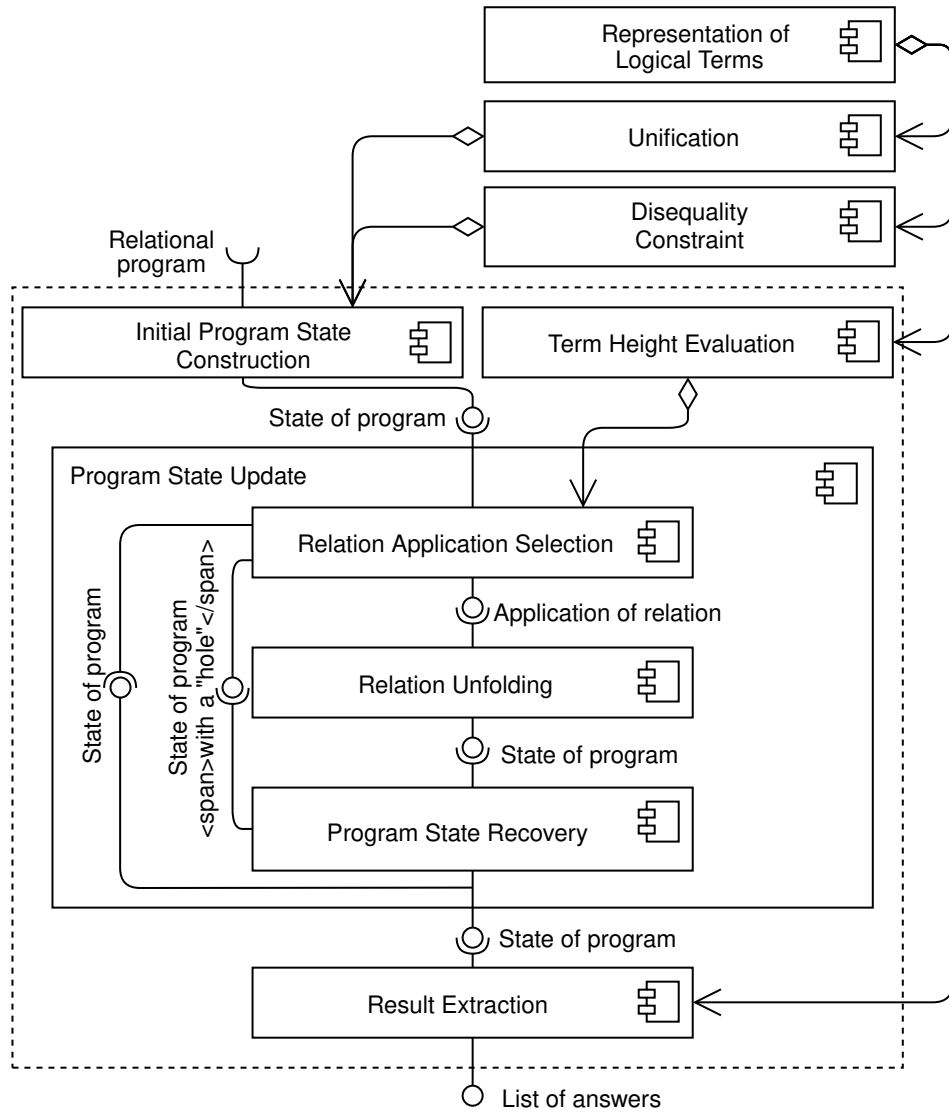 Representation of
Logical Terms
Unification
Disequality
Constraint
Relational
program
Initial Program State
Construction
Term Height Evaluation
State of program
Program State Update
Relation Application Selection
State of program
State of program
<span>with a "hole"</span>
Application of relation
Relation Unfolding
State of program
Program State Recovery
State of program
Result Extraction
List of answers